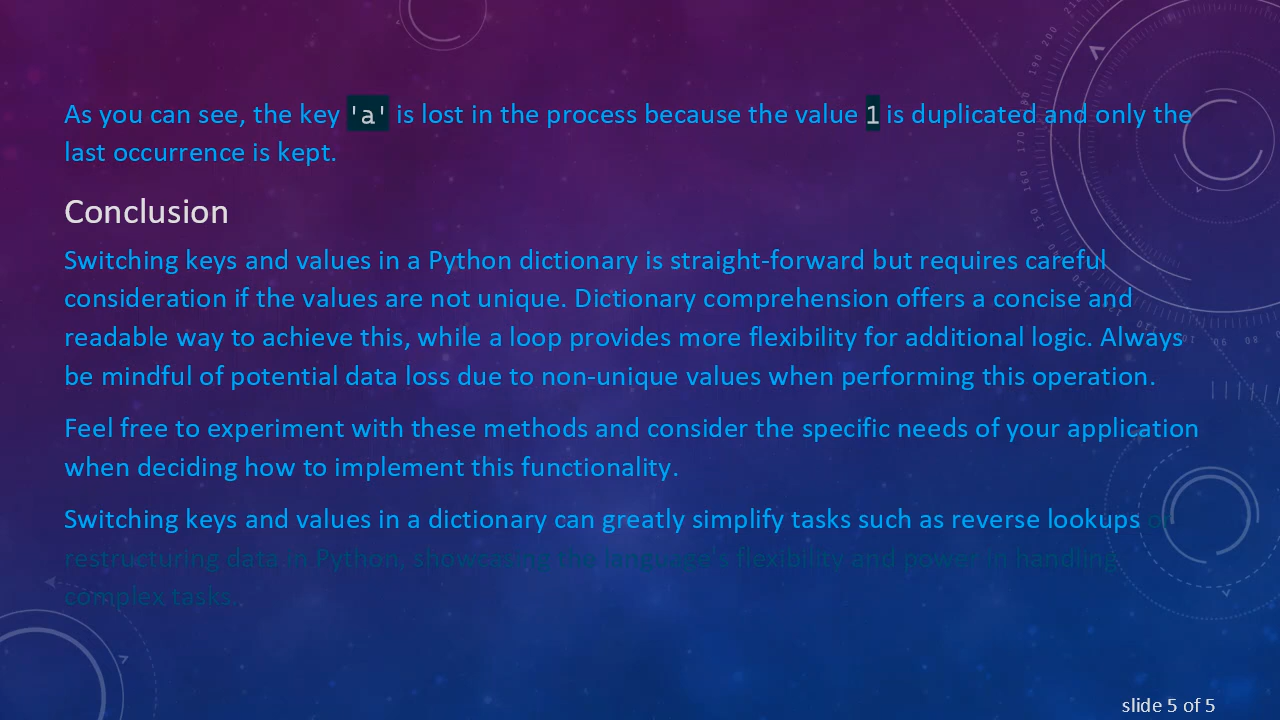 As you can see, the key 'a' is lost in the process because the value 1 is duplicated and only the
last occurrence is kept.
Conclusion
Switching keys and values in a Python dictionary is straight-forward but requires careful
consideration if the values are not unique. Dictionary comprehension offers a concise and
readable way to achieve this, while a loop provides more flexibility for additional logic. Always
be mindful of potential data loss due to non-unique values when performing this operation.
Feel free to experiment with these methods and consider the specific needs of your application
when deciding how to implement this functionality.
Switching keys and values in a dictionary can greatly simplify tasks such as reverse lookups or
restructuring data in Python, showcasing the language's flexibility and power in handling
complex tasks.
slide 5 of 5